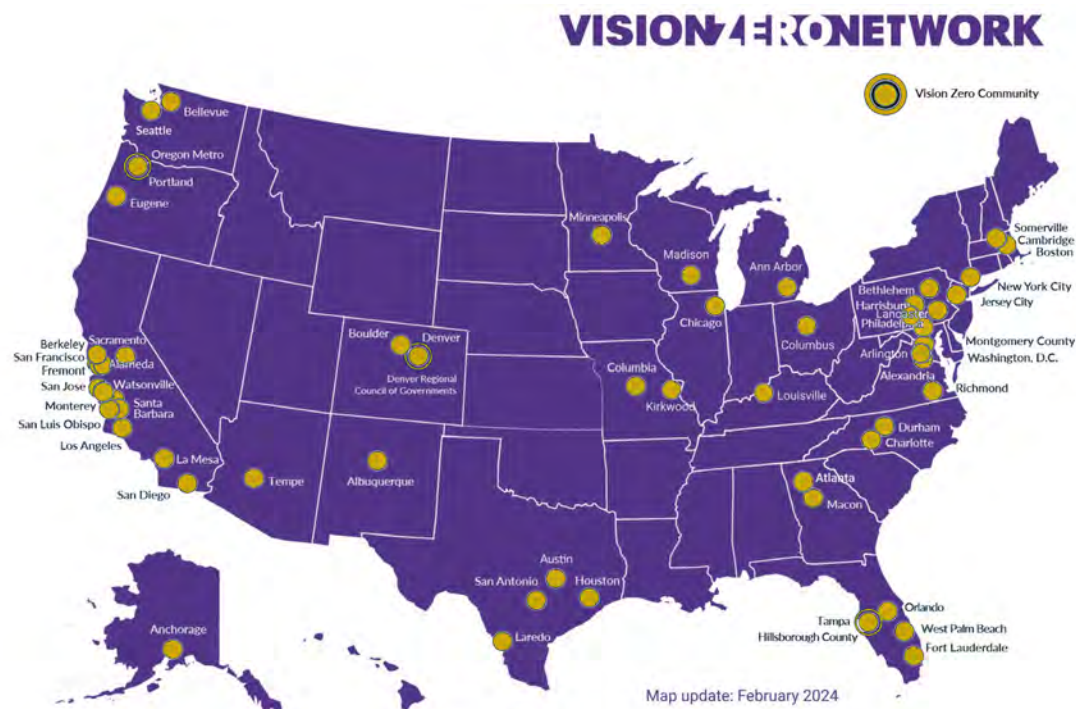 VISIONZERONETWORK
Vision Zero Community
Bellevue
Seattle
Oregon Metro
Portland
Eugene
Minneapolis
Madison
Ann Arbor
Chicago
Somerville
Cambridge
Boston
New York City
Jersey City
Bethlehem
Harrisburg
Lancaster
Philadelphia
Montgomery County
Washington, D.C.
Arlington
Alexandria
Richmond
Columbus
Louisville
Berkeley
Sacramento
San Francisco
Alameda
Fremont
San Jose
Watsonville
Monterey
Santa
Barbara
San Luis Obispo
Los Angeles
La Mesa
San Diego
Boulder
Denver
Denver Regional
Council of Governments
Columbia
Kirkwood
Tempe
Albuquerque
Durham
Charlotte
Atlanta
Macon
Austin
San Antonio
Houston
Laredo
Orlando
Tampa
Hillsborough County
West Palm Beach
Fort Lauderdale
Anchorage
Map update: February 2024